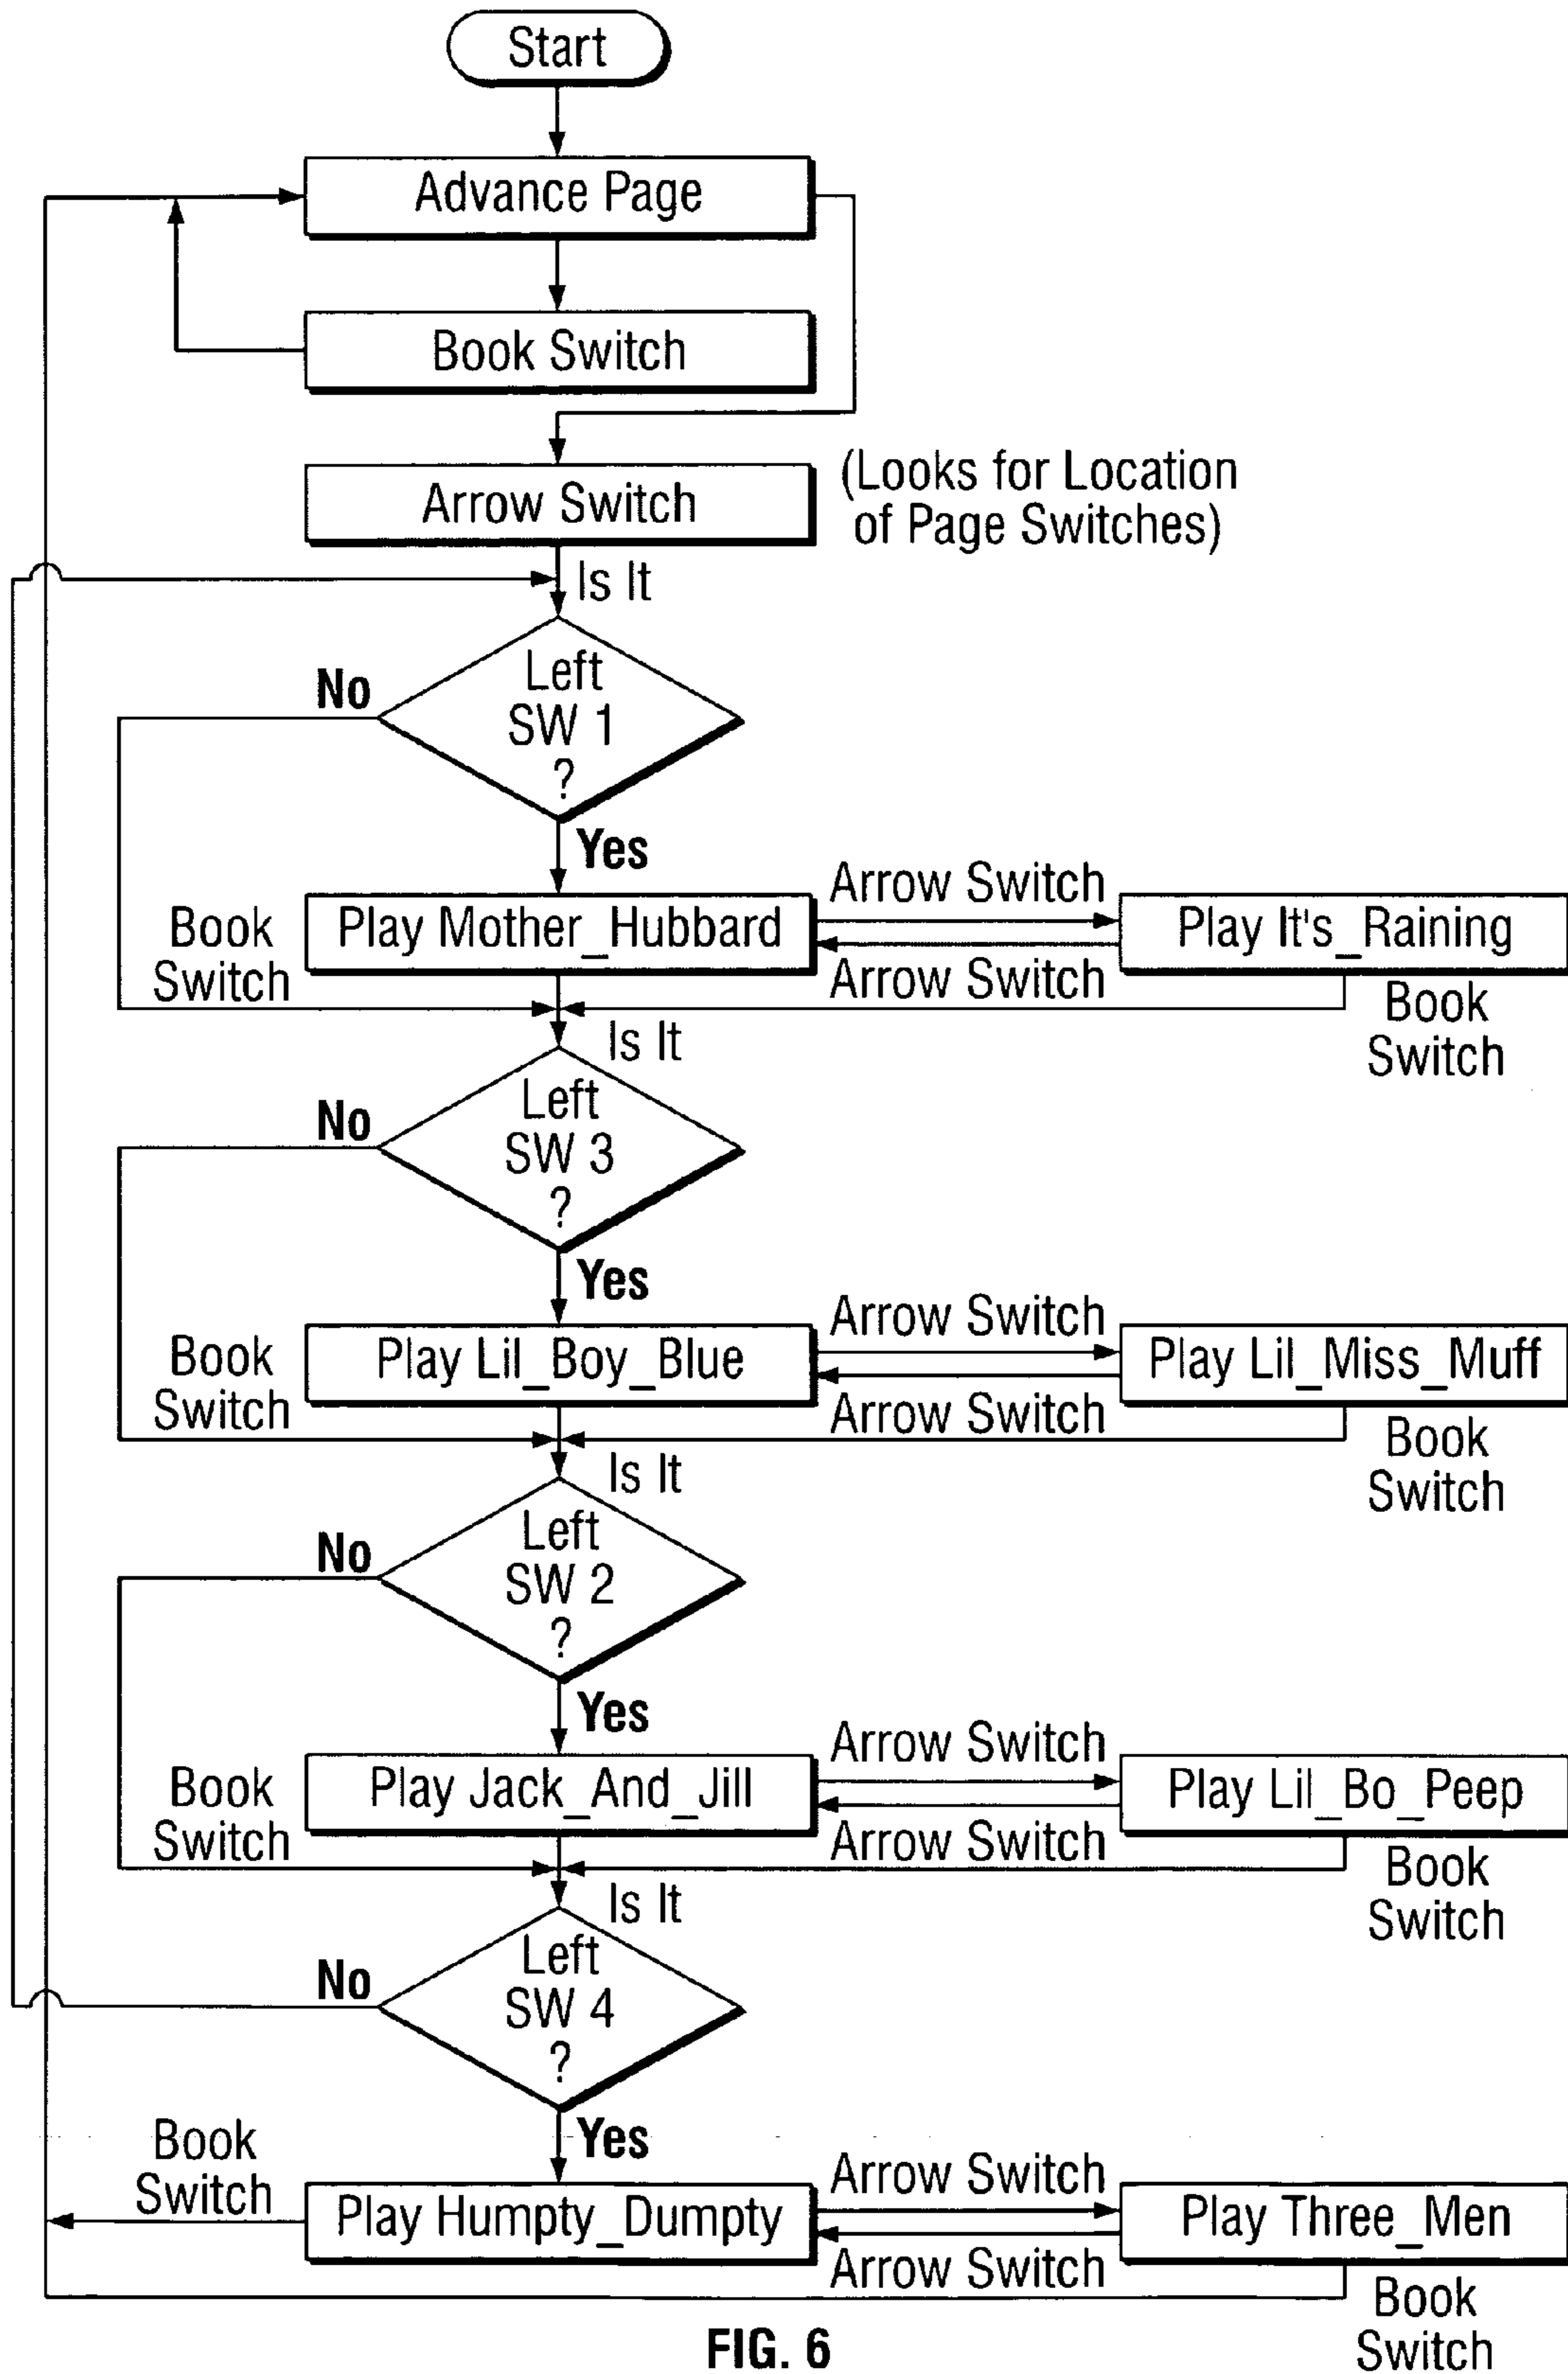 Start
Advance Page
Book Switch
Arrow Switch
(Looks for Location
of Page Switches)
Is It
Left
SW 1
?
No
Yes
Book
Switch
Play Mother_Hubbard
Arrow Switch
Arrow Switch
Play It's_Raining
Book
Switch
Is It
Left
SW 3
?
No
Yes
Book
Switch
Play Lil_Boy_Blue
Arrow Switch
Arrow Switch
Play Lil_Miss_Muff
Book
Switch
Is It
Left
SW 2
?
No
Yes
Book
Switch
Play Jack_And_Jill
Arrow Switch
Arrow Switch
Play Lil_Bo_Peep
Book
Switch
Is It
Left
SW 4
?
No
Yes
Book
Switch
Play Humpty_Dumpty
Arrow Switch
Arrow Switch
Play Three_Men
Book
Switch
FIG. 6